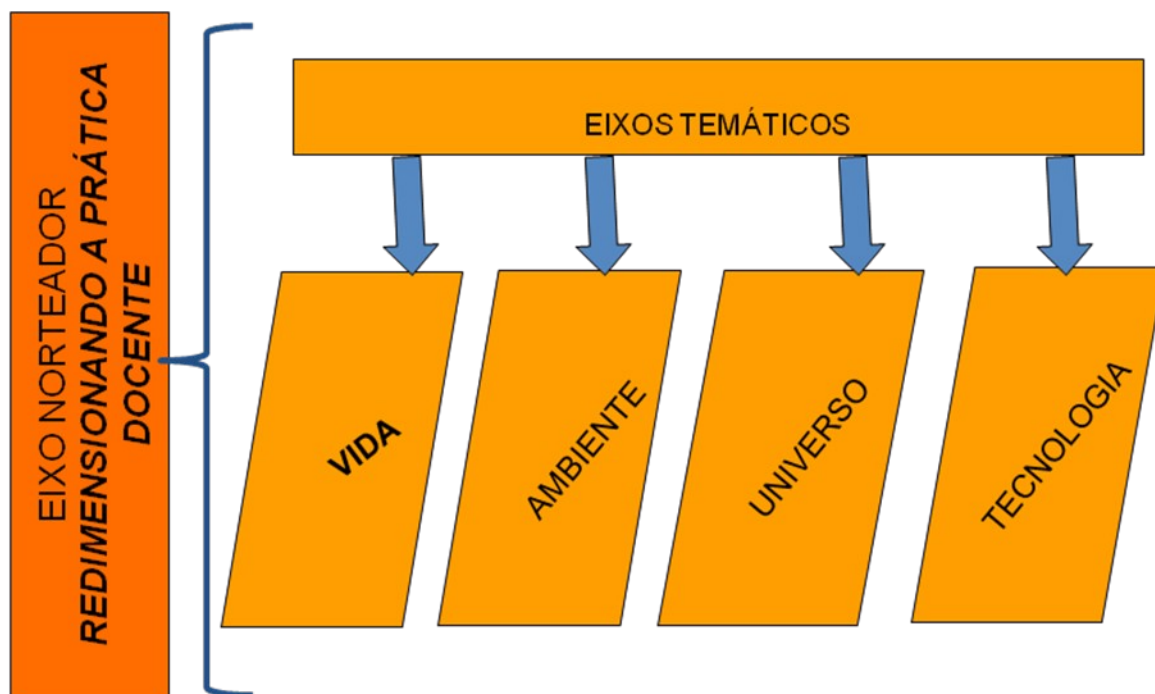 EIXO NORTEADOR
REDIMENSIONANDO A PRÁTICA
DOCENTE
EIXOS TEMÁTICOS
VIDA
AMBIENTE
UNIVERSO
TECNOLOGIA